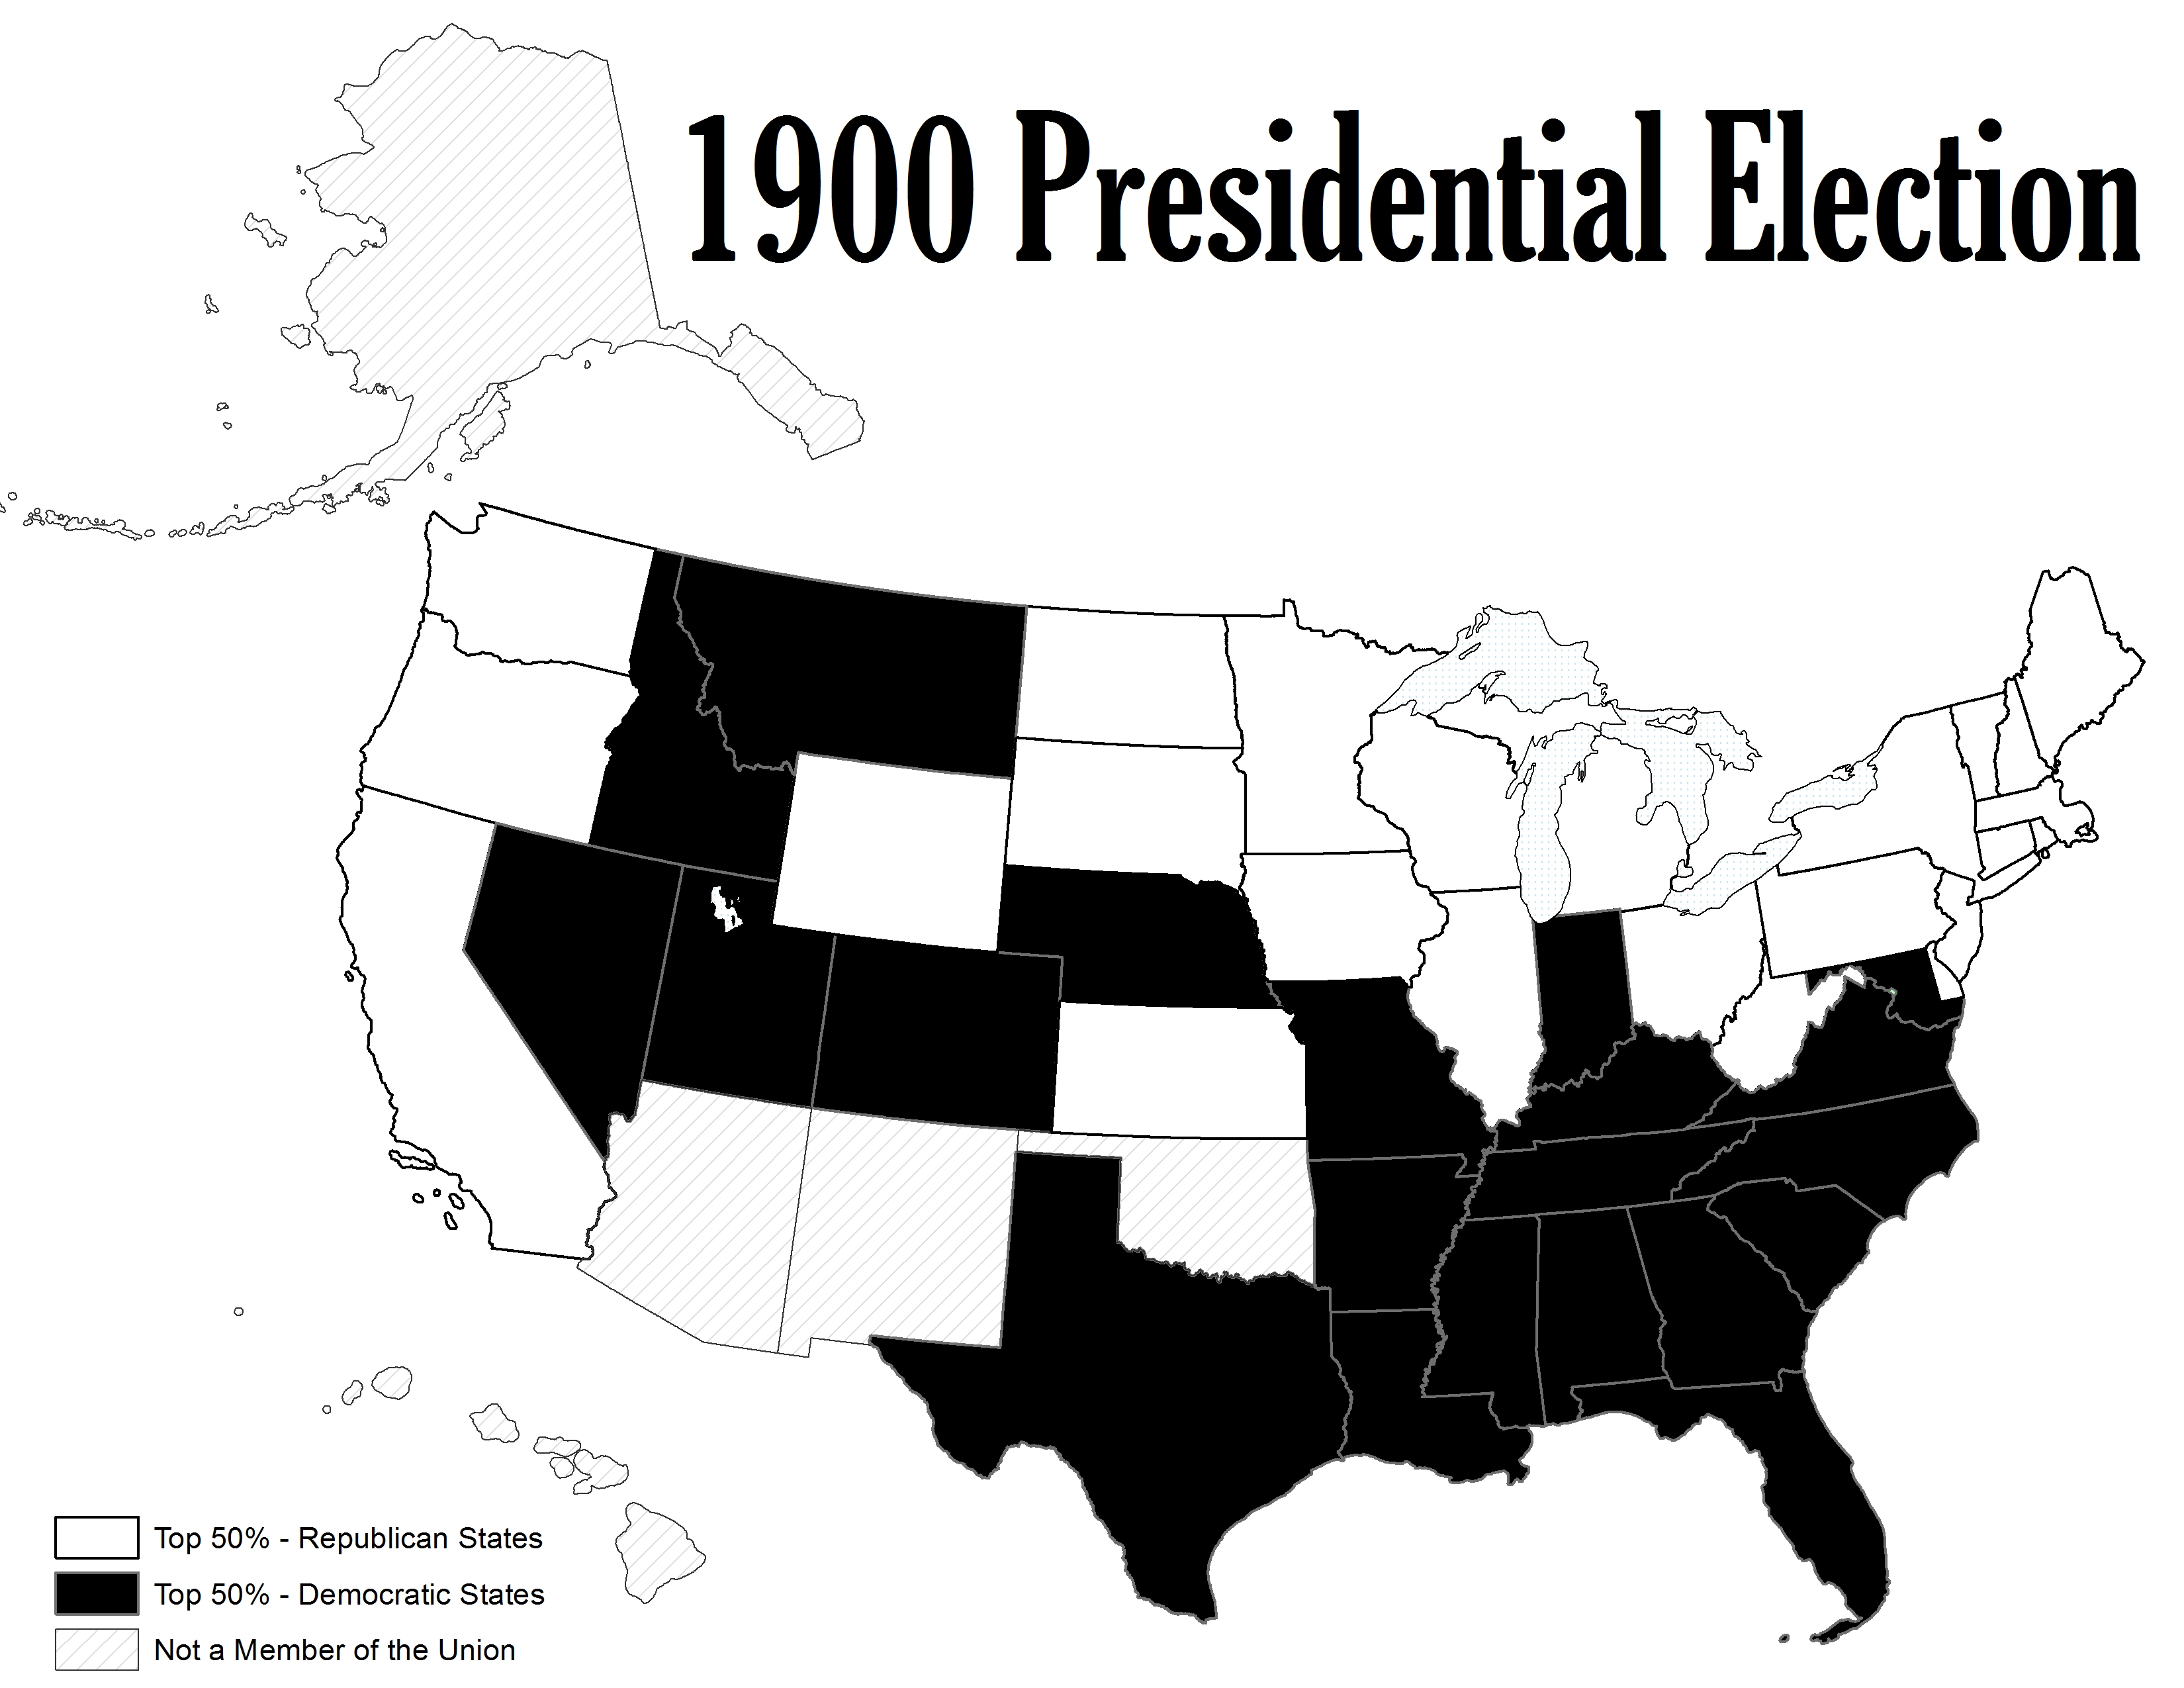 1900 Presidential Election
Top 50% - Republican States
Top 50% - Democratic States
Not a Member of the Union